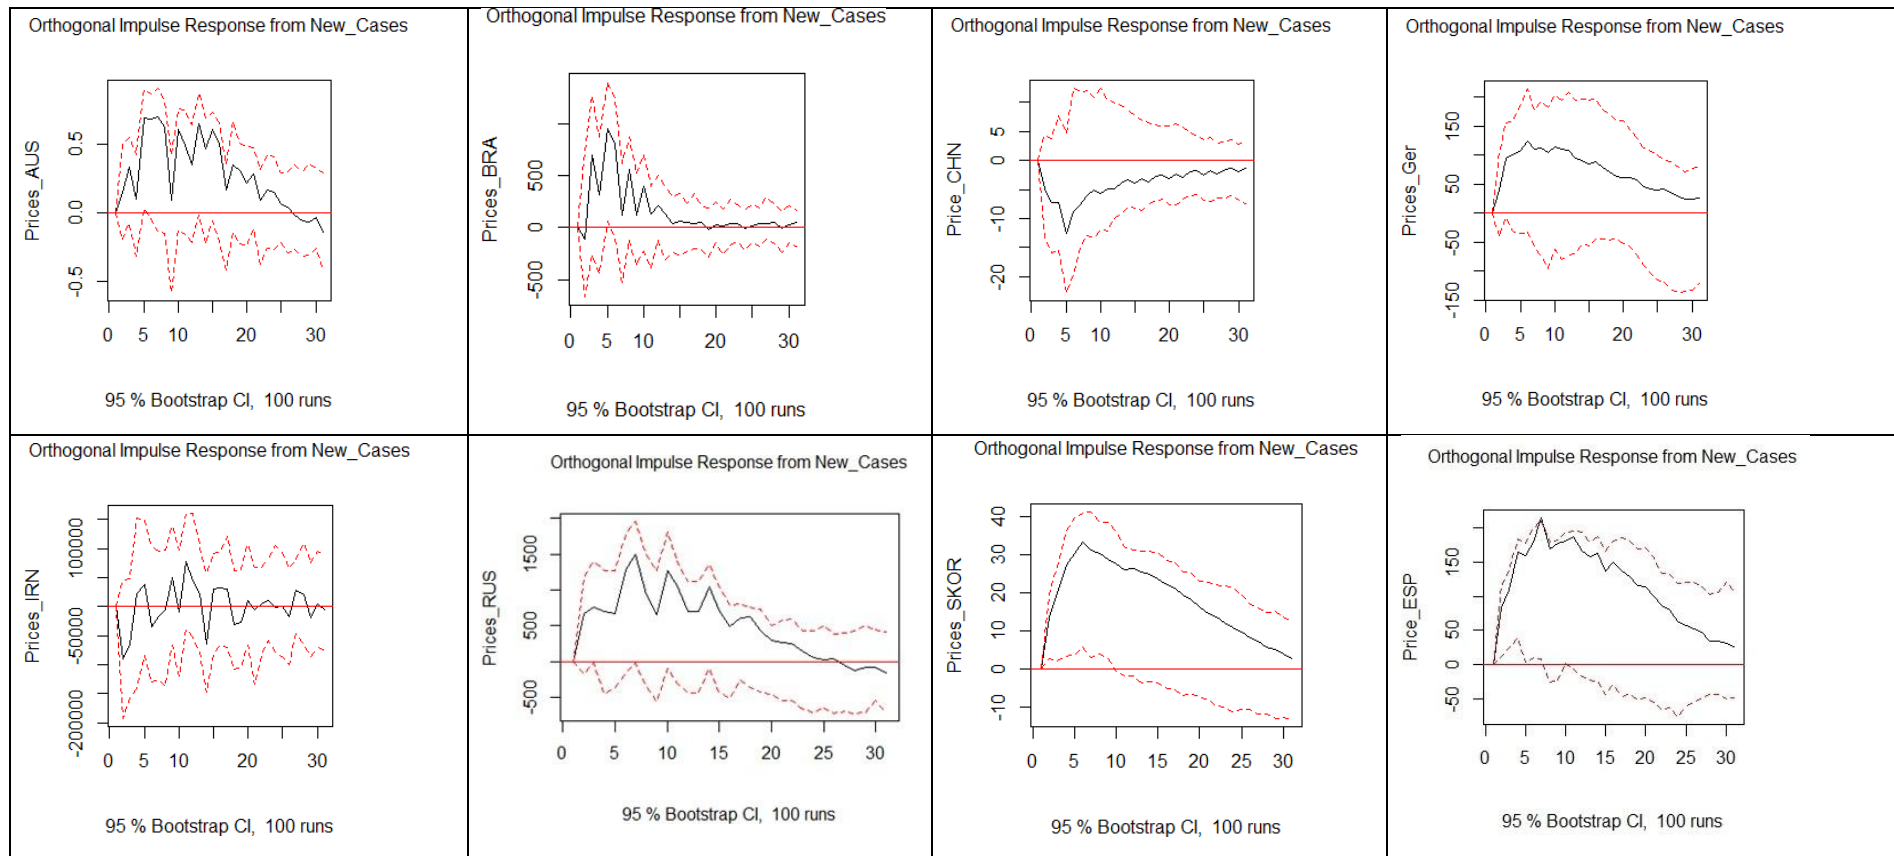 Orthogonal Impulse Response from New_Cases
Prices_AUS
0.5
0.0
-0.5
0 5 10 20 30
95 % Bootstrap CI, 100 runs
Orthogonal Impulse Response from New_Cases
Prices_BRA
500
0
-500
0 5 10 20 30
95 % Bootstrap CI, 100 runs
Orthogonal Impulse Response from New_Cases
Price_CHN
5
0
-10
-20
0 5 10 20 30
95 % Bootstrap CI, 100 runs
Orthogonal Impulse Response from New_Cases
Prices_Ger
150
50
0
-50
-150
0 5 10 20 30
95 % Bootstrap CI, 100 runs
Orthogonal Impulse Response from New_Cases
Prices_IRN
100000
0
-50000
-200000
0 5 10 20 30
95 % Bootstrap CI, 100 runs
Orthogonal Impulse Response from New_Cases
Prices_RUS
1500
500
-500
0 5 10 15 20 25 30
95 % Bootstrap CI, 100 runs
Orthogonal Impulse Response from New_Cases
Prices_SKOR
40
30
20
10
0
-10
0 5 10 15 20 25 30
95 % Bootstrap CI, 100 runs
Orthogonal Impulse Response from New_Cases
Price_ESP
150
50
0
-50
0 5 10 15 20 25 30
95 % Bootstrap CI, 100 runs